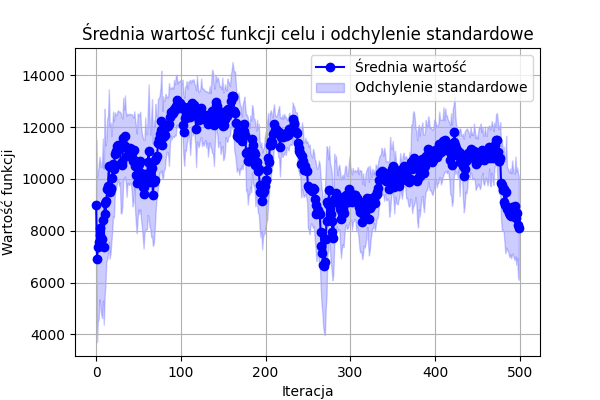 Średnia wartość funkcji celu i odchylenie standardowe
Średnia wartość
Odchylenie standardowe
Wartość funkcji
14000
12000
10000
8000
6000
4000
0
100
200
300
400
500
Iteracja